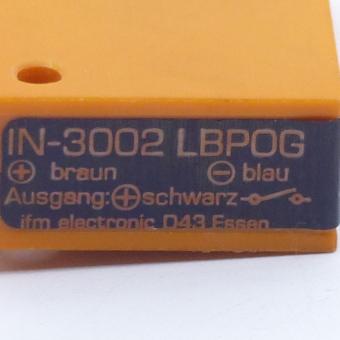 IN-3002 LBPOG
⊕ braun ⊖ blau
Ausgang:⊕schwarz
ifm electronic D43 Essen